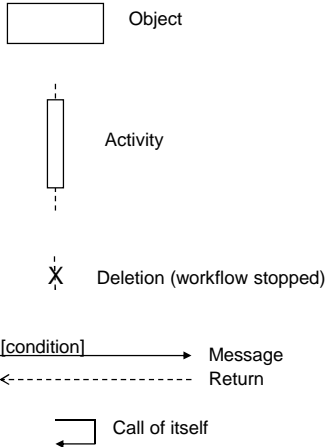 Object
Activity
X
Deletion (workflow stopped)
[condition]
Message
Return
Call of itself